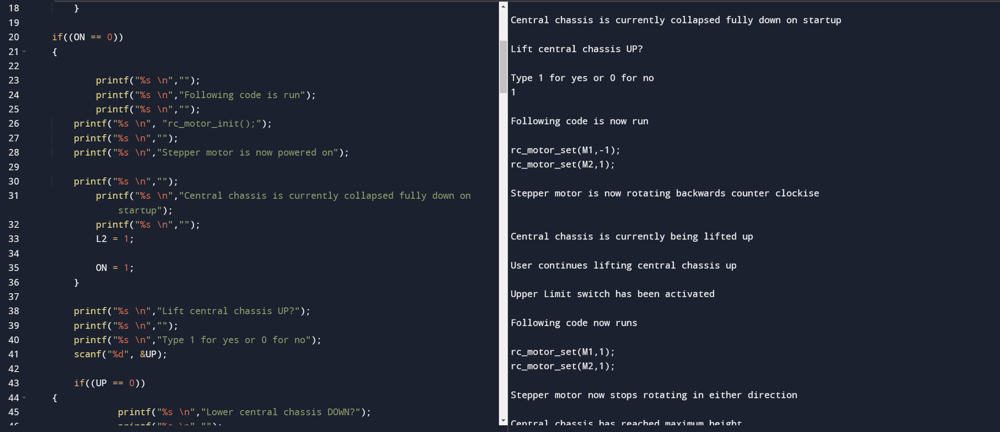 18 }
19
20 if((ON == 0))
21 {
22
23 printf("%s \n","");
24 printf("%s \n","Following code is run");
25 printf("%s \n","");
26 printf("%s \n", "rc_motor_init();");
27 printf("%s \n","");
28 printf("%s \n","Stepper motor is now powered on");
29
30 printf("%s \n","");
31 printf("%s \n","Central chassis is currently collapsed fully down on
startup");
32 printf("%s \n","");
33 L2 = 1;
34
35 ON = 1;
36 }
37
38 printf("%s \n","Lift central chassis UP?");
39 printf("%s \n","");
40 printf("%s \n","Type 1 for yes or 0 for no");
41 scanf("%d", &UP);
42
43 if((UP == 0))
44 {
45 printf("%s \n","Lower central chassis DOWN?");
46 printf("%s \n","");
Central chassis is currently collapsed fully down on startup
Lift central chassis UP?
Type 1 for yes or 0 for no
1
Following code is now run
rc_motor_set(M1,-1);
rc_motor_set(M2,1);
Stepper motor is now rotating backwards counter clockise
Central chassis is currently being lifted up
User continues lifting central chassis up
Upper Limit switch has been activated
Following code now runs
rc_motor_set(M1,1);
rc_motor_set(M2,1);
Stepper motor now stops rotating in either direction
Central chassis has reached maximum height